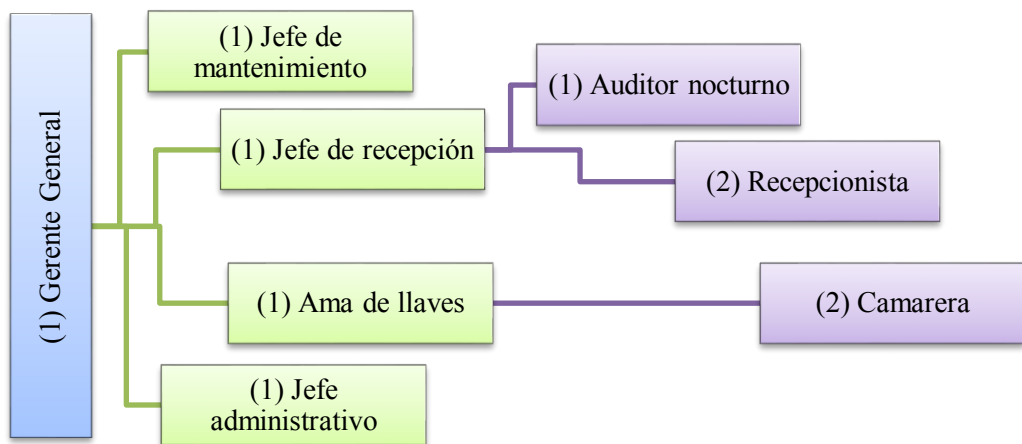 (1) Gerente General
(1) Jefe de
mantenimiento
(1) Jefe de recepción
(1) Auditor nocturno
(2) Recepcionista
(1) Ama de llaves
(2) Camarera
(1) Jefe
administrativo